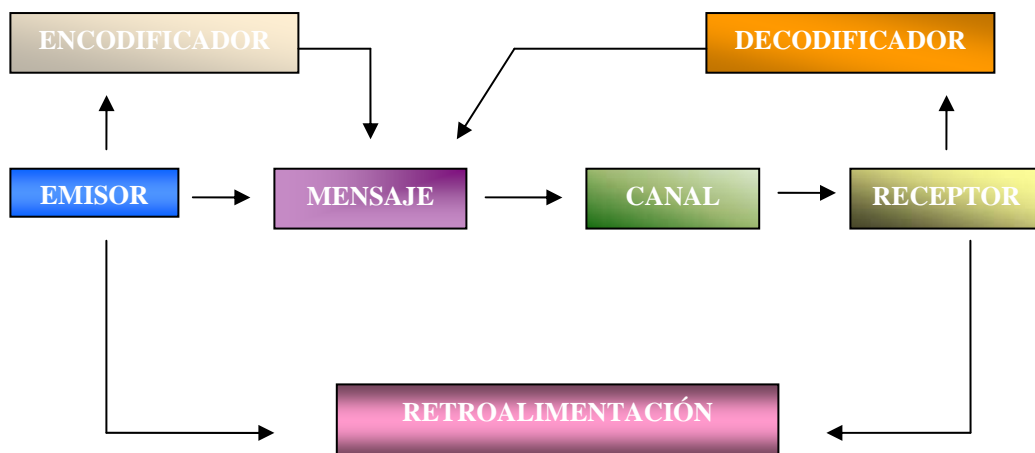 ENCODIFICADOR
DECODIFICADOR
EMISOR
MENSAJE
CANAL
RECEPTOR
RETROALIMENTACIÓN